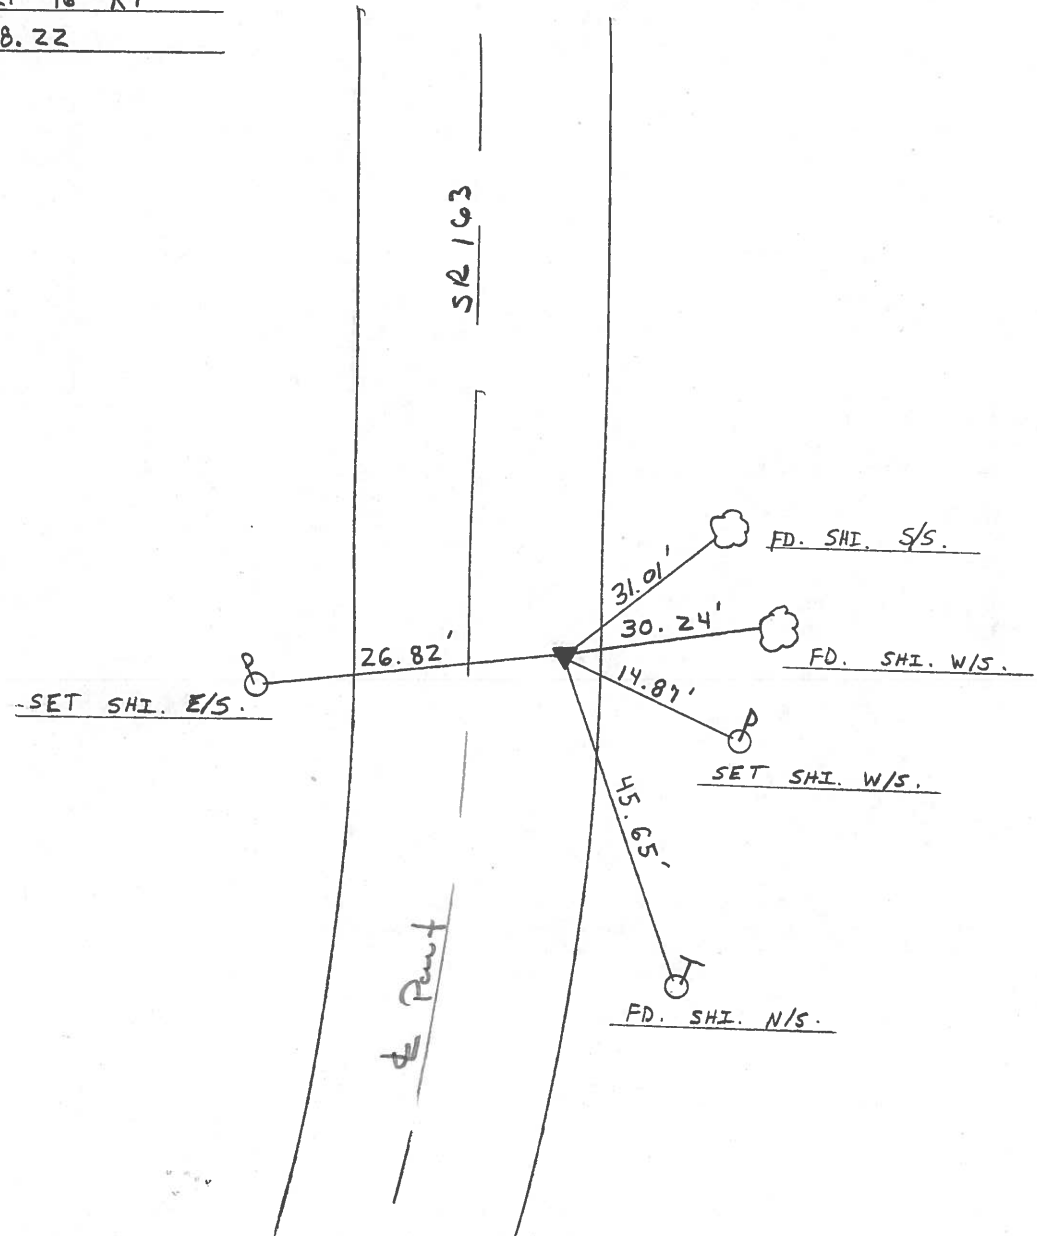 8.22
SR 163
FD. SHI. S/S.
31.01'
30.24'
FD. SHI. W/S.
26.82'
14.87'
SET SHI. E/S.
SET SHI. W/S.
45.65'
℄ Paint
FD. SHI. N/S.